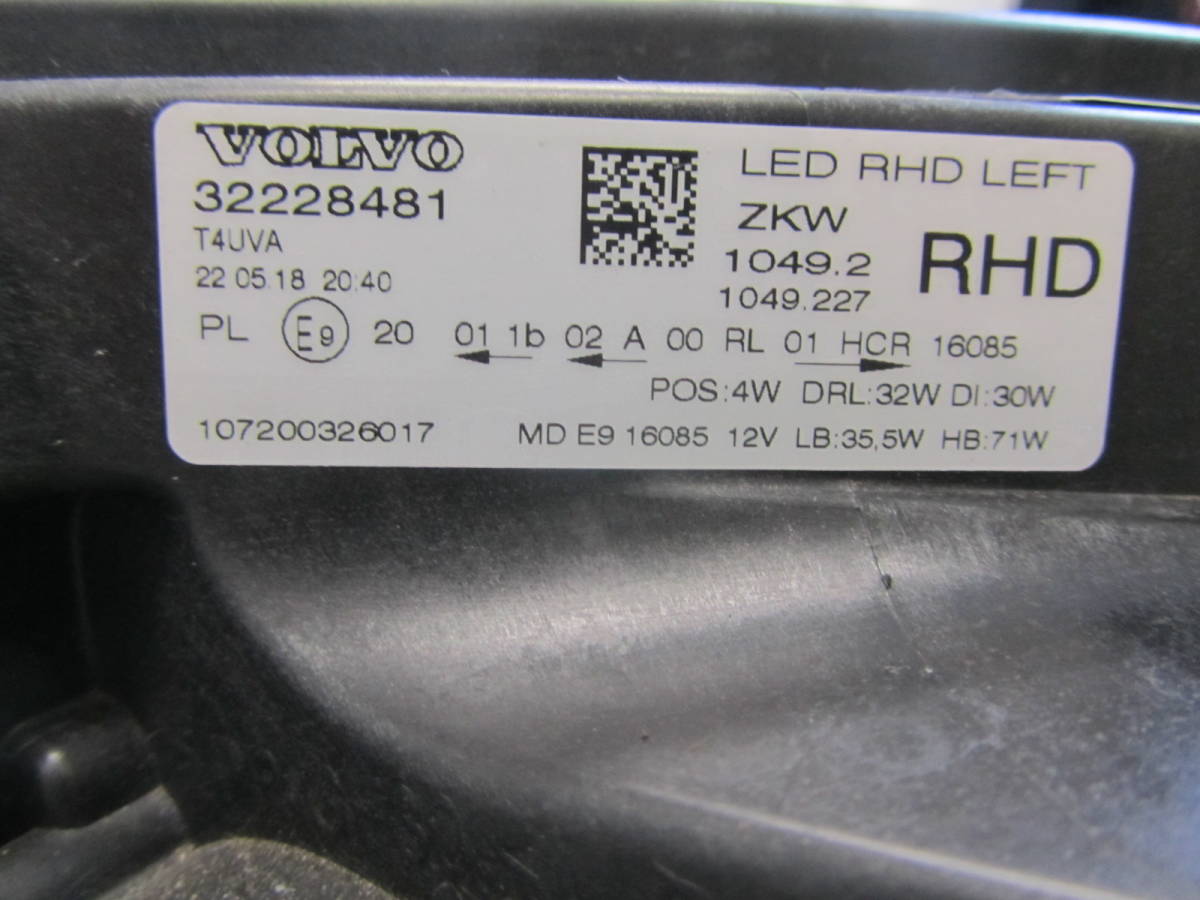 VOLVO
32228481
T4UVA
22 05.18 20:40
LED RHD LEFT
ZKW
1049.2
1049.227
RHD
PL E9 20 01 1b 02 A 00 RL 01 HCR 16085
POS:4W DRL:32W DI:30W
107200326017 MD E9 16085 12V LB:35,5W HB:71W